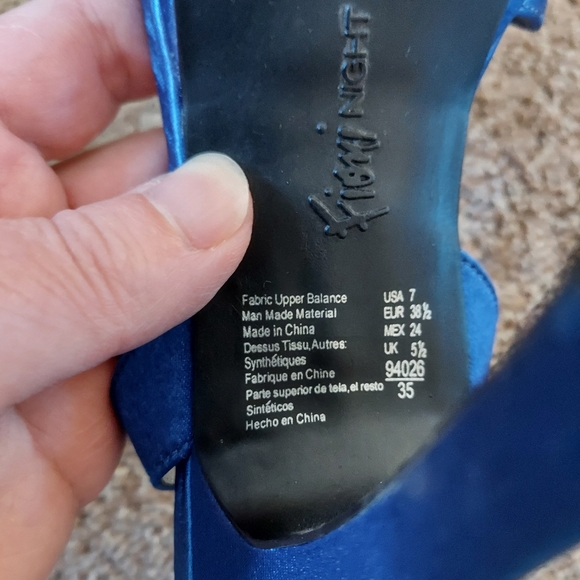 Fioni NIGHT
Fabric Upper Balance
Man Made Material
Made in China
Dessus Tissu,Autres:
Synthétiques
Fabrique en Chine
Parte superior de tela,el resto
Sintéticos
Hecho en China
USA 7
EUR 38½
MEX 24
UK 5½
94026
35